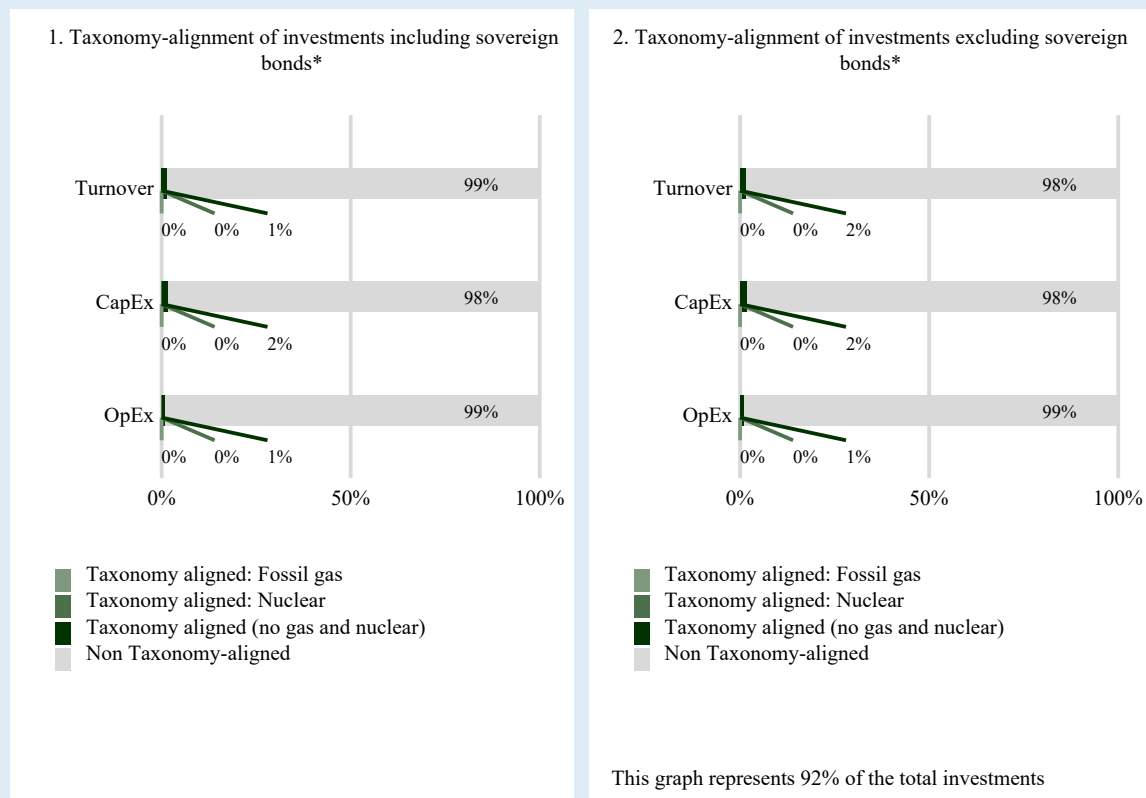 1. Taxonomy-alignment of investments including sovereign
bonds*
Turnover
99%
0% 0% 1%
CapEx
98%
0% 0% 2%
OpEx
99%
0% 0% 1%
0% 50% 100%
Taxonomy aligned: Fossil gas
Taxonomy aligned: Nuclear
Taxonomy aligned (no gas and nuclear)
Non Taxonomy-aligned
2. Taxonomy-alignment of investments excluding sovereign
bonds*
Turnover
98%
0% 0% 2%
CapEx
98%
0% 0% 2%
OpEx
99%
0% 0% 1%
0% 50% 100%
Taxonomy aligned: Fossil gas
Taxonomy aligned: Nuclear
Taxonomy aligned (no gas and nuclear)
Non Taxonomy-aligned
This graph represents 92% of the total investments